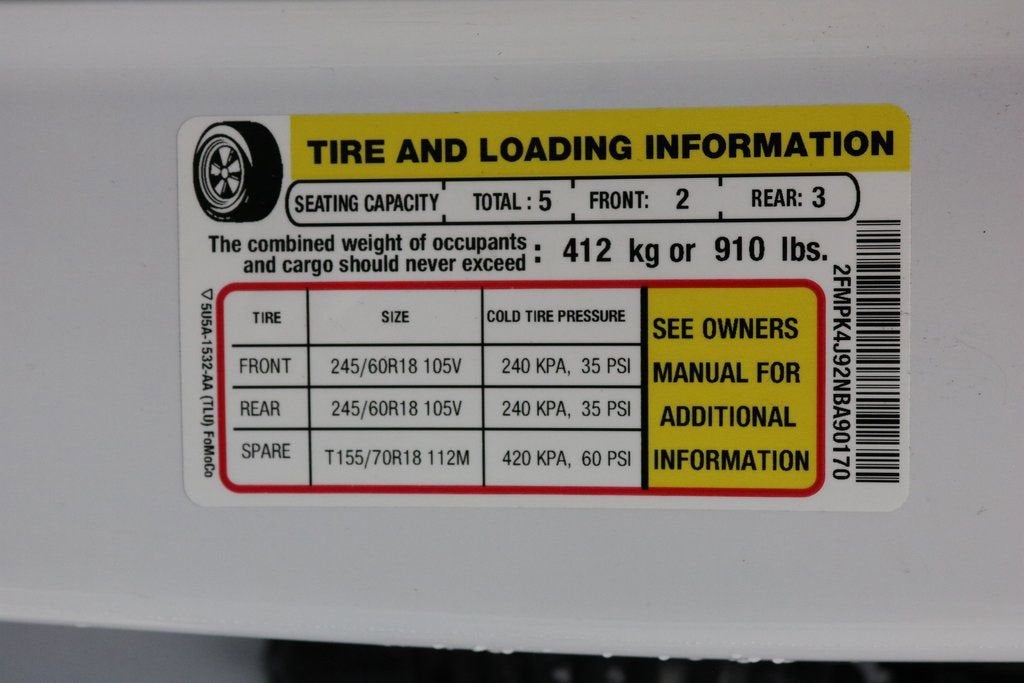 TIRE AND LOADING INFORMATION
SEATING CAPACITY TOTAL : 5 FRONT: 2 REAR: 3
The combined weight of occupants
and cargo should never exceed : 412 kg or 910 lbs.
TIRE SIZE COLD TIRE PRESSURE
FRONT 245/60R18 105V 240 KPA, 35 PSI
REAR 245/60R18 105V 240 KPA, 35 PSI
SPARE T155/70R18 112M 420 KPA, 60 PSI
SEE OWNERS
MANUAL FOR
ADDITIONAL
INFORMATION
5U5A-1532-AA (TLU) FoMoCo
2FMPK4J92NBA90170